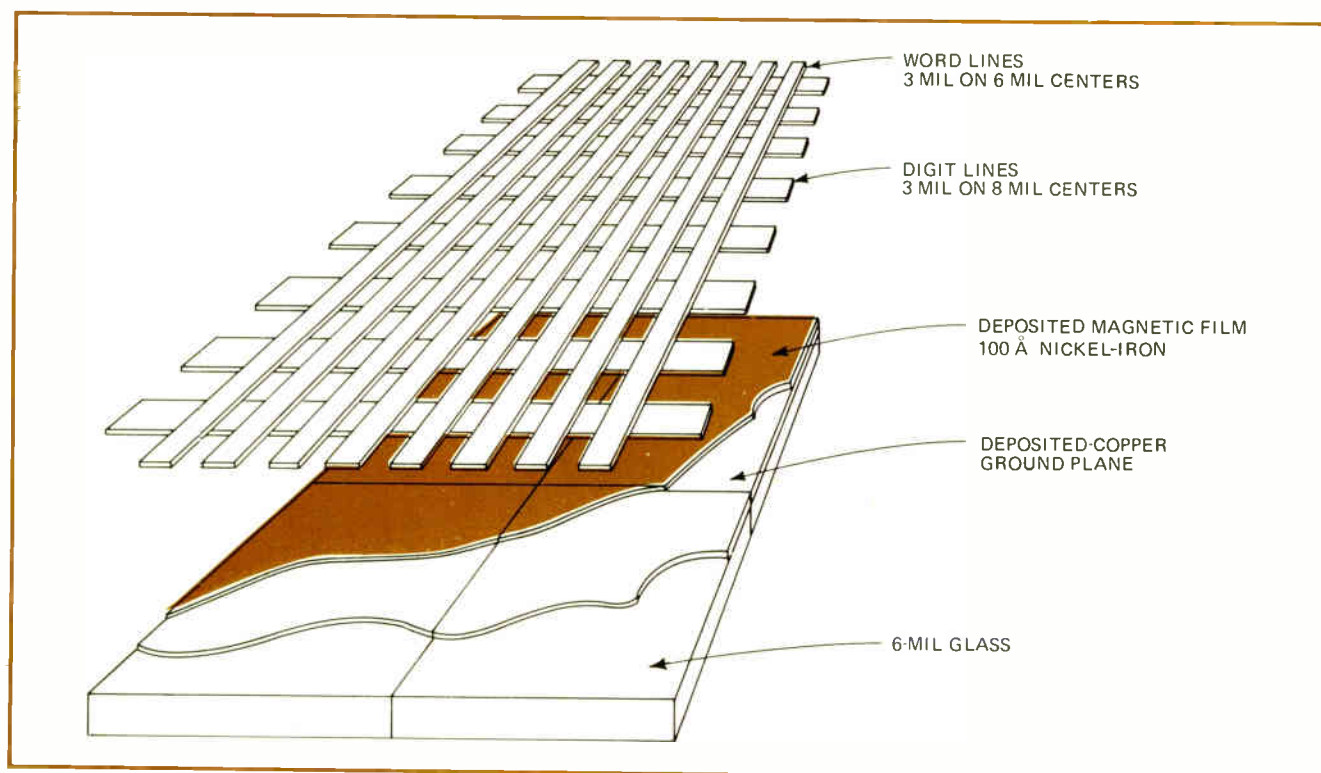 WORD LINES
3 MIL ON 6 MIL CENTERS
DIGIT LINES
3 MIL ON 8 MIL CENTERS
DEPOSITED MAGNETIC FILM
100 Å NICKEL-IRON
DEPOSITED-COPPER
GROUND PLANE
6-MIL GLASS